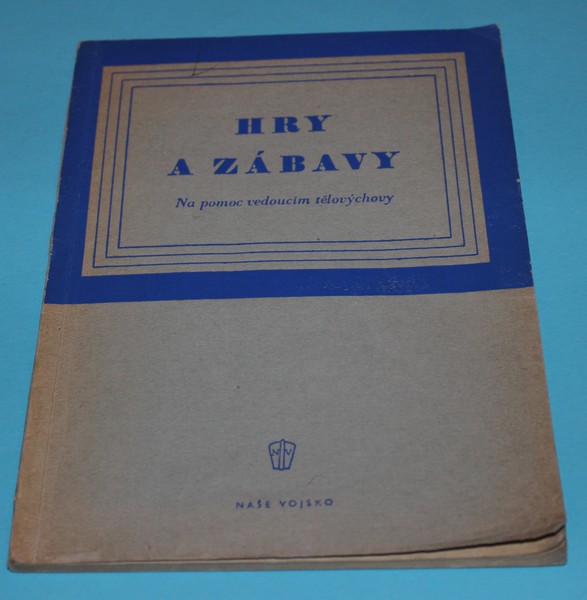 HRY
A ZÁBAVY
Na pomoc vedoucím tělovýchovy
N V
NAŠE VOJSKO